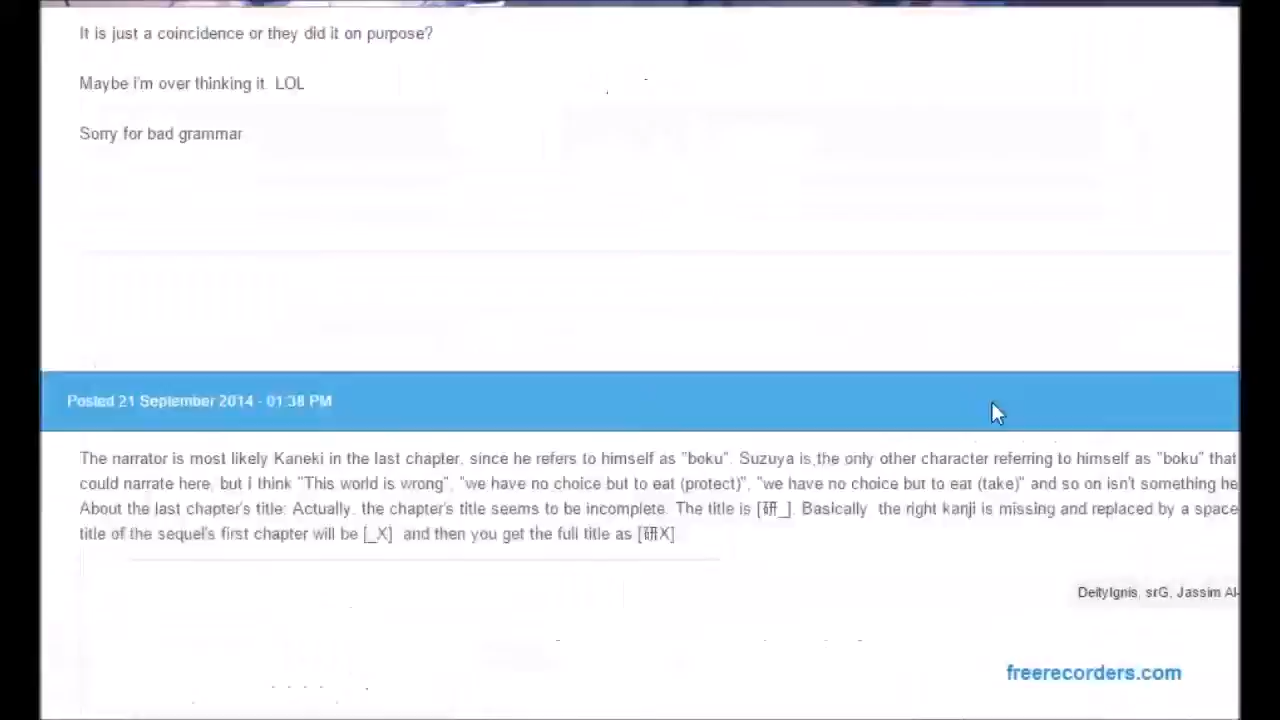 It is just a coincidence or they did it on purpose?
Maybe i'm over thinking it. LOL
Sorry for bad grammar
Posted 21 September 2014 - 01:38 PM
The narrator is most likely Kaneki in the last chapter, since he refers to himself as "boku". Suzuya is the only other character referring to himself as "boku" that
could narrate here, but I think "This world is wrong", "we have no choice but to eat (protect)", "we have no choice but to eat (take)" and so on isn't something he
About the last chapter's title: Actually, the chapter's title seems to be incomplete. The title is [研_]. Basically the right kanji is missing and replaced by a space
title of the sequel's first chapter will be [_X] and then you get the full title as [研X]
DeityIgnis, srG, Jassim Al-
freerecorders.com